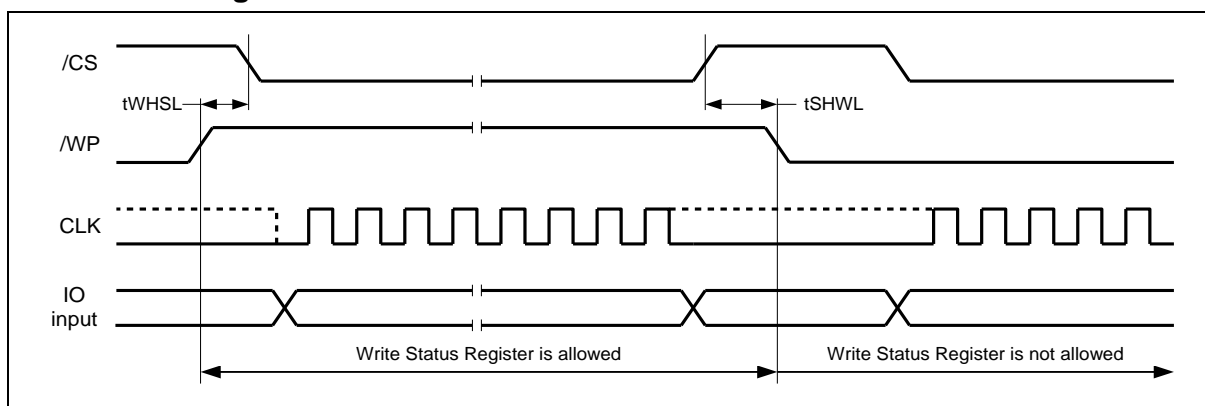 /CS
tWHSL
tSHWL
/WP
CLK
IO
input
Write Status Register is allowed
Write Status Register is not allowed